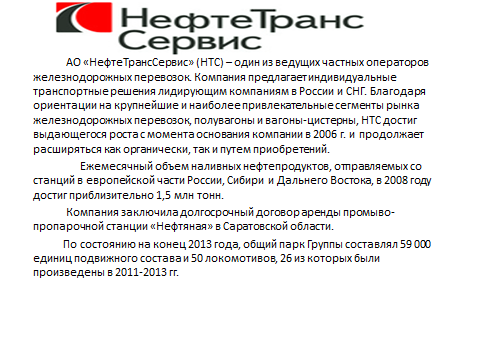 НефтеТранс
Сервис
АО «НефтеТрансСервис» (НТС) – один из ведущих частных операторов
железнодорожных перевозок. Компания предлагает индивидуальные
транспортные решения лидирующим компаниям в России и СНГ. Благодаря
ориентации на крупнейшие и наиболее привлекательные сегменты рынка
железнодорожных перевозок, полувагоны и вагоны-цистерны, НТС достиг
выдающегося роста с момента основания компании в 2006 г. и продолжает
расширяться как органически, так и путем приобретений.
Ежемесячный объем наливных нефтепродуктов, отправляемых со
станций в европейской части России, Сибири и Дальнего Востока, в 2008 году
достиг приблизительно 1,5 млн тонн.
Компания заключила долгосрочный договор аренды промыво-
пропарочной станции «Нефтяная» в Саратовской области.
По состоянию на конец 2013 года, общий парк Группы составлял 59 000
единиц подвижного состава и 50 локомотивов, 26 из которых были
произведены в 2011-2013 гг.